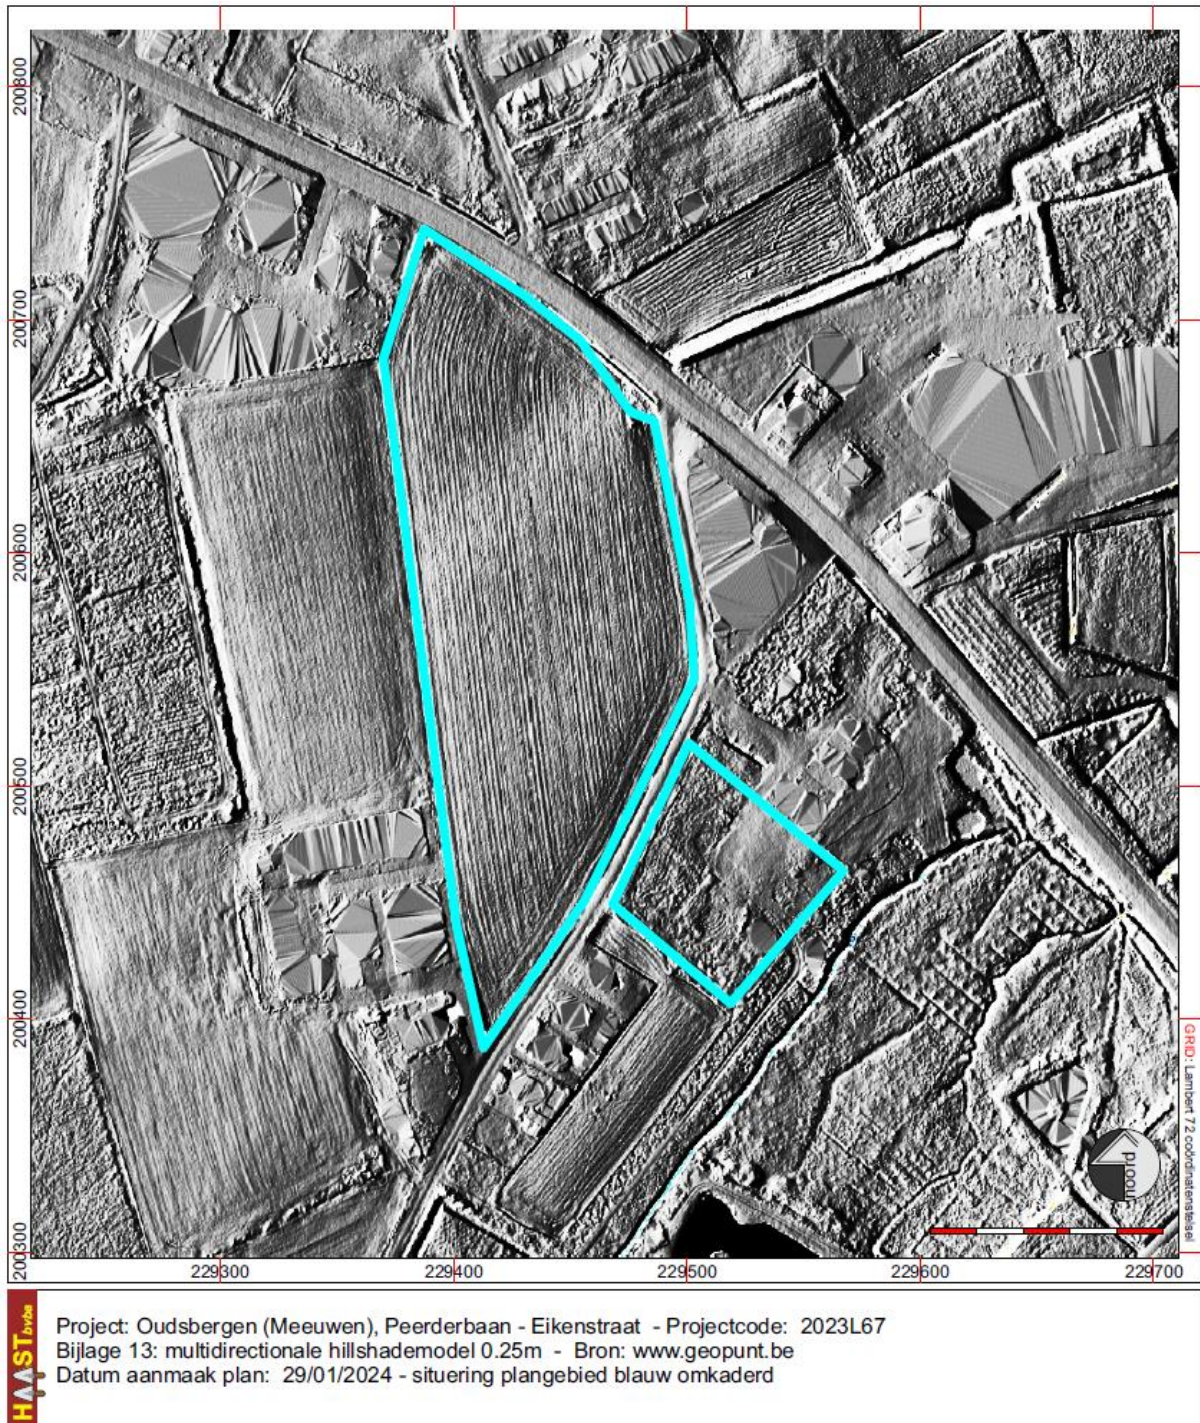 200800
200700
200600
200500
200400
200300
GRID: Lambert 72 coördinatenstelsel
noord
229300
229400
229500
229600
229700
HAAST bvba
Project: Oudsbergen (Meeuwen), Peerderbaan - Eikenstraat - Projectcode: 2023L67
Bijlage 13: multidirectionale hillshademodel 0.25m - Bron: www.geopunt.be
Datum aanmaak plan: 29/01/2024 - situering plangebied blauw omkaderd